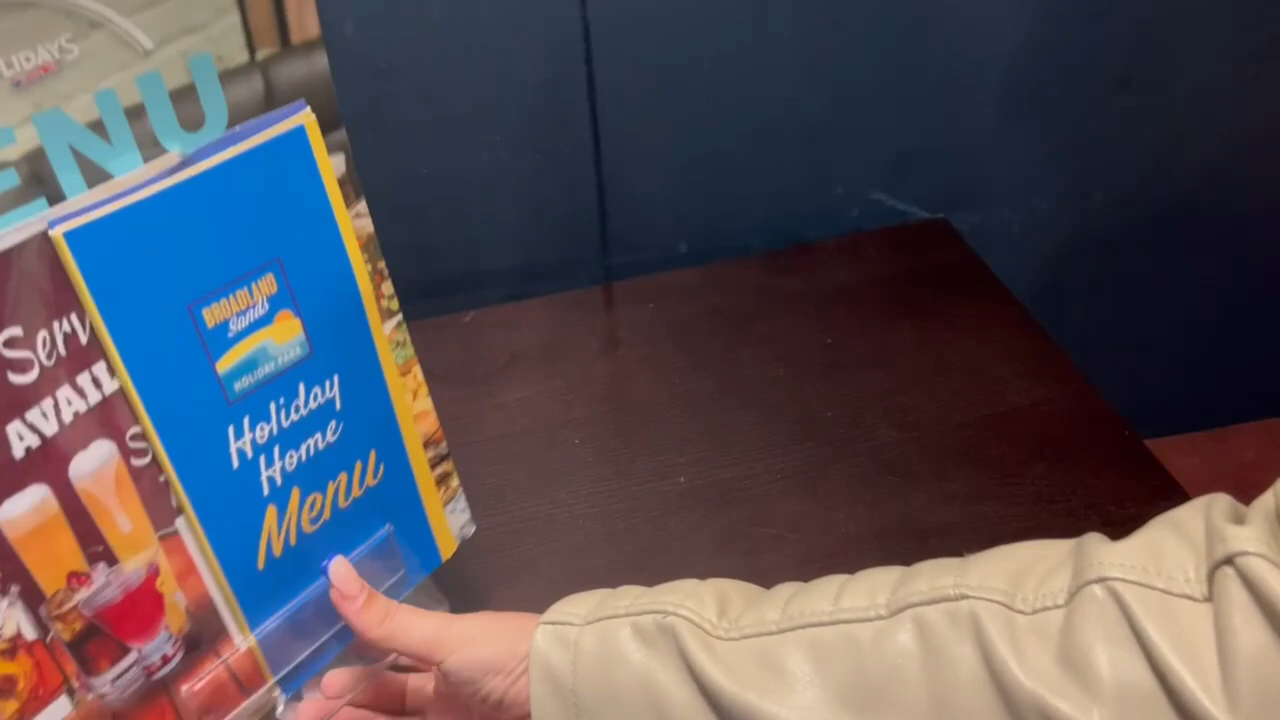 LIDAYS
ENU
BROADLAND
Sands
HOLIDAY PARK
Holiday
Home
Menu
Serv
AVAIL
S